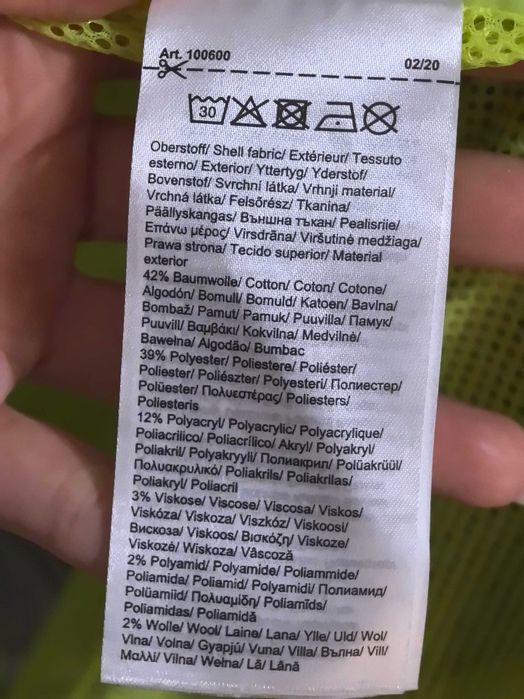 Art. 100600
02/20
30
Oberstoff/ Shell fabric/ Extérieur/ Tessuto
esterno/ Exterior/ Yttertyg/ Yderstof/
Bovenstof/ Svrchní látka/ Vrhnji material/
Vrchná látka/ Felsőrész/ Tkanina/
Päällyskangas/ Външна тъкан/ Pealisriie/
Επάνω μέρος/ Virsdrāna/ Viršutinė medžiaga/
Prawa strona/ Tecido superior/ Material
exterior
42% Baumwolle/ Cotton/ Coton/ Cotone/
Algodón/ Bomull/ Bomuld/ Katoen/ Bavlna/
Bombaž/ Pamut/ Pamuk/ Puuvilla/ Памук/
Puuvill/ Βαμβάκι/ Kokvilna/ Medvilnė/
Bawełna/ Algodão/ Bumbac
39% Polyester/ Poliestere/ Poliéster/
Poliester/ Poliészter/ Polyesteri/ Полиестер/
Polüester/ Πολυεστέρας/ Poliesters/
Poliesteris
12% Polyacryl/ Polyacrylic/ Polyacrylique/
Poliacrilico/ Poliacrílico/ Akryl/ Polyakryl/
Poliakril/ Polyakryyli/ Полиакрил/ Polüakrüül/
Πολυακρυλικό/ Poliakrils/ Poliakrilas/
Poliakryl/ Poliacril
3% Viskose/ Viscose/ Viscosa/ Viskos/
Viskóza/ Viskoza/ Viszkóz/ Viskoosi/
Вискоза/ Viskoos/ Βισκόζη/ Viskoze/
Viskozė/ Wiskoza/ Vâscoză
2% Polyamid/ Polyamide/ Poliammide/
Poliamida/ Poliamid/ Polyamidi/ Полиамид/
Polüamiid/ Πολυαμίδη/ Poliamīds/
Poliamidas/ Poliamidă
2% Wolle/ Wool/ Laine/ Lana/ Ylle/ Uld/ Wol/
Vlna/ Volna/ Gyapjú/ Vuna/ Villa/ Вълна/ Vill/
Μαλλί/ Vilna/ Wełna/ Lã/ Lână